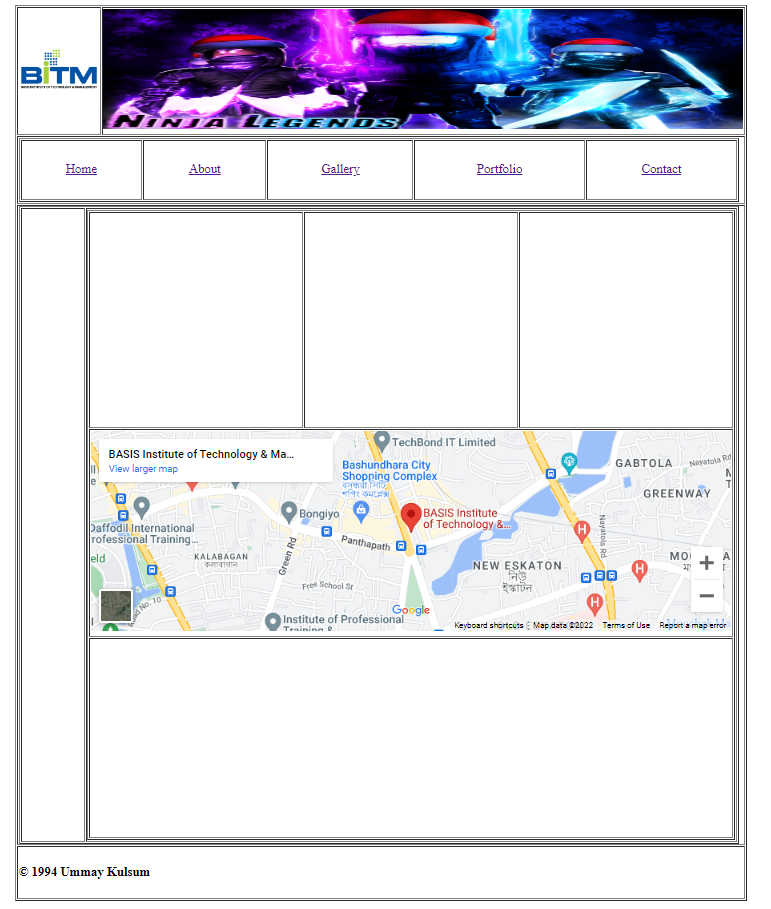 BiTM
BASIS INSTITUTE OF TECHNOLOGY & MANAGEMENT
Ninja Legends
Home
About
Gallery
Portfolio
Contact
BASIS Institute of Technology & Ma...
View larger map
TechBond IT Limited
Bashundhara City
Shopping Complex
বসুন্ধরা সিটি
শপিং কমপ্লেক্স
GABTOLA
Nayatola Rd
GREENWAY
Bongiyo
BASIS Institute
of Technology &...
Daffodil International
Professional Training...
Panthapath
Nayatola Rd
KALABAGAN
কলাবাগান
Green Rd
NEW ESKATON
নিউ
ইস্কাটন
Free School St
Road No. 10
Google
Institute of Professional
Training &
Keyboard shortcuts
Map data ©2022
Terms of Use
Report a map error
© 1994 Ummay Kulsum